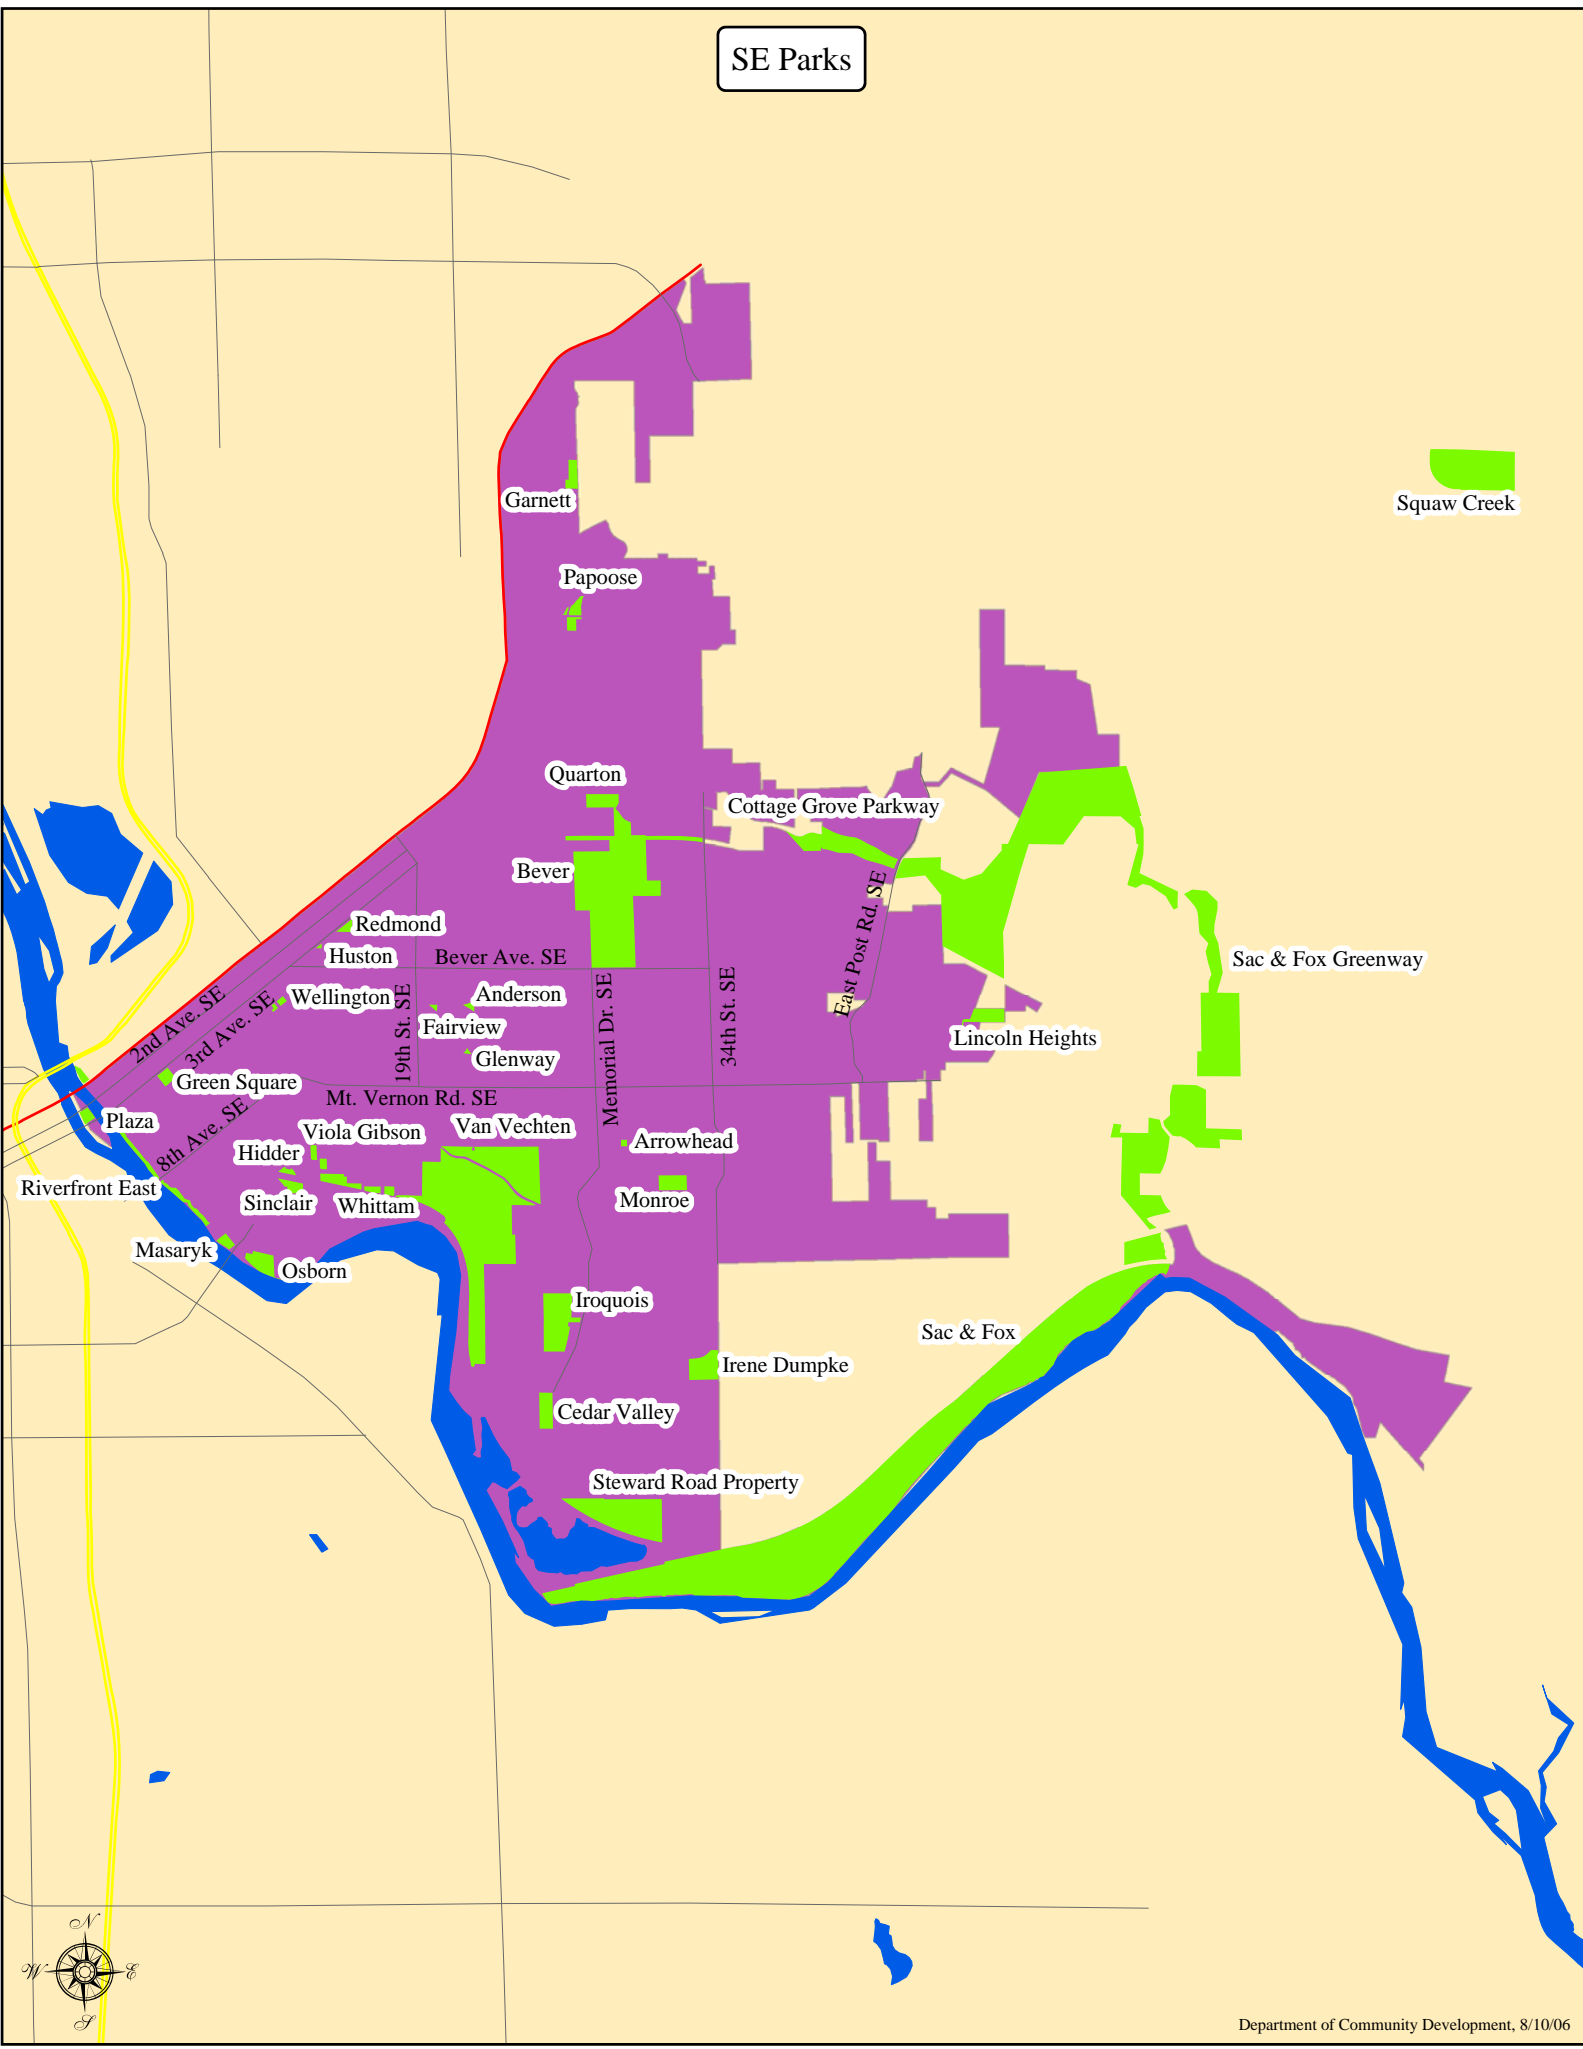 SE Parks
Garnett
Squaw Creek
Papoose
Quarton
Cottage Grove Parkway
Bever
East Post Rd. SE
Redmond
Huston
Bever Ave. SE
Sac & Fox Greenway
2nd Ave. SE
3rd Ave. SE
Wellington
19th St. SE
Anderson
Fairview
Memorial Dr. SE
34th St. SE
Lincoln Heights
Glenway
Green Square
Mt. Vernon Rd. SE
Plaza
8th Ave. SE
Viola Gibson
Van Vechten
Arrowhead
Hidder
Riverfront East
Sinclair
Whittam
Monroe
Masaryk
Osborn
Iroquois
Sac & Fox
Irene Dumpke
Cedar Valley
Steward Road Property
N
W
E
S
Department of Community Development, 8/10/06